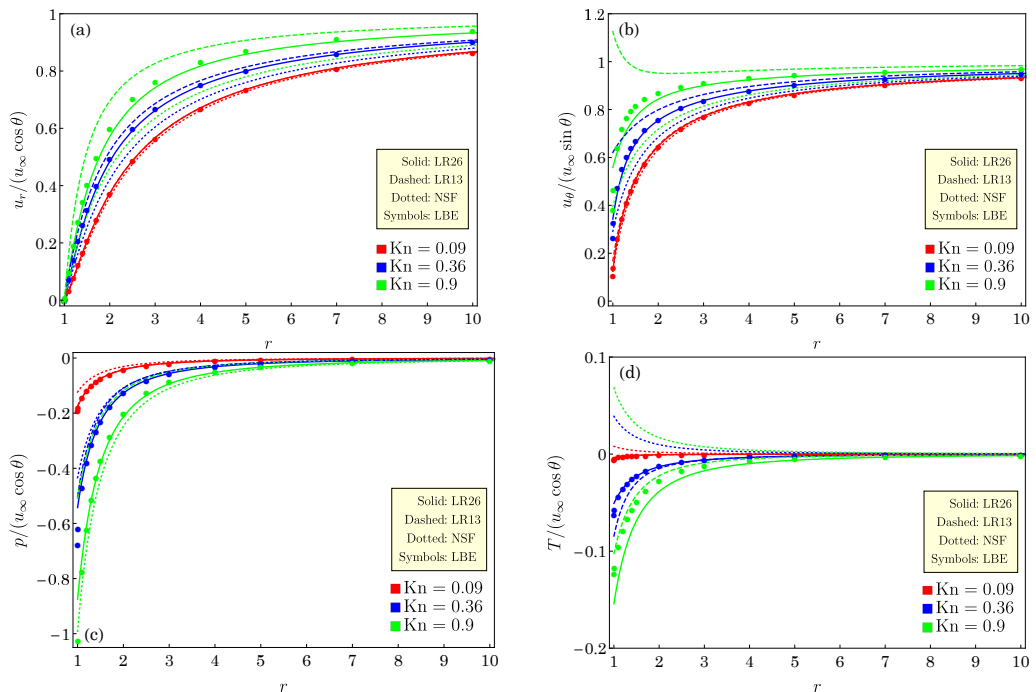 (a)
u_r/(u_∞ cos θ)
1
0.8
0.6
0.4
0.2
0
Solid: LR26
Dashed: LR13
Dotted: NSF
Symbols: LBE
Kn = 0.09
Kn = 0.36
Kn = 0.9
1 2 3 4 5 6 7 8 9 10
r
(b)
u_θ/(u_∞ sin θ)
1.2
1
0.8
0.6
0.4
0.2
0
Solid: LR26
Dashed: LR13
Dotted: NSF
Symbols: LBE
Kn = 0.09
Kn = 0.36
Kn = 0.9
1 2 3 4 5 6 7 8 9 10
r
p/(u_∞ cos θ)
0
−0.2
−0.4
−0.6
−0.8
−1
Solid: LR26
Dashed: LR13
Dotted: NSF
Symbols: LBE
Kn = 0.09
Kn = 0.36
Kn = 0.9
(c)
1 2 3 4 5 6 7 8 9 10
r
(d)
T/(u_∞ cos θ)
0.1
0
−0.1
−0.2
Solid: LR26
Dashed: LR13
Dotted: NSF
Symbols: LBE
Kn = 0.09
Kn = 0.36
Kn = 0.9
1 2 3 4 5 6 7 8 9 10
r